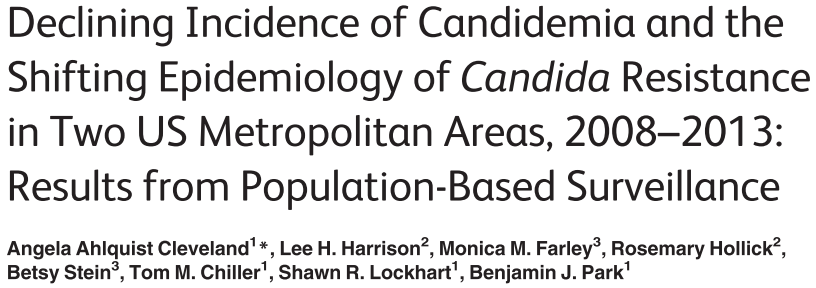 Declining Incidence of Candidemia and the
Shifting Epidemiology of Candida Resistance
in Two US Metropolitan Areas, 2008–2013:
Results from Population-Based Surveillance
Angela Ahlquist Cleveland¹*, Lee H. Harrison², Monica M. Farley³, Rosemary Hollick²,
Betsy Stein³, Tom M. Chiller¹, Shawn R. Lockhart¹, Benjamin J. Park¹